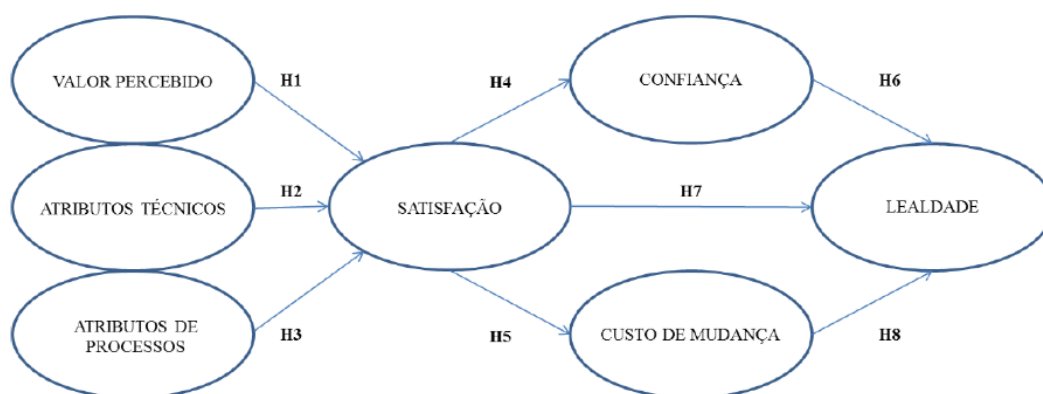 VALOR PERCEBIDO
H1
H4
CONFIANÇA
H6
ATRIBUTOS TÉCNICOS
H2
SATISFAÇÃO
H7
LEALDADE
ATRIBUTOS DE
PROCESSOS
H3
H5
CUSTO DE MUDANÇA
H8